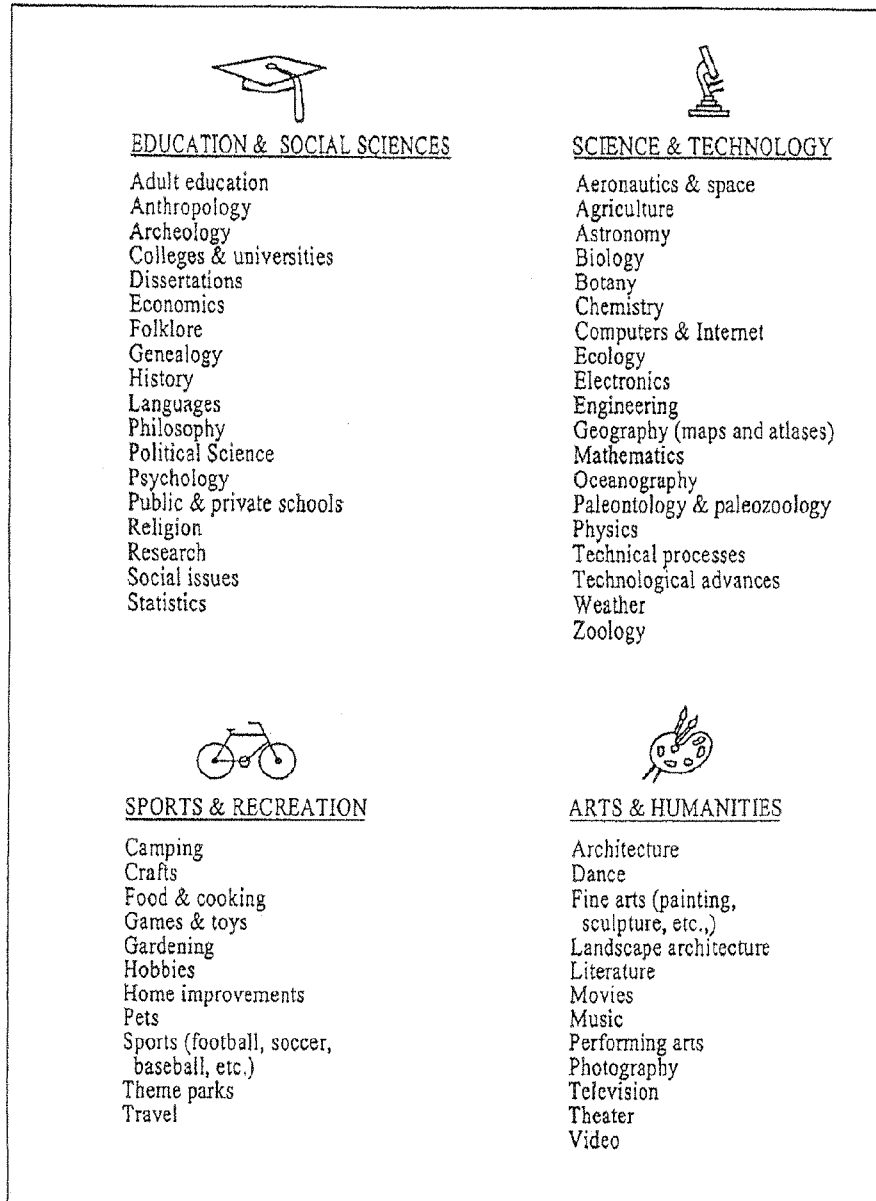 EDUCATION & SOCIAL SCIENCES
Adult education
Anthropology
Archeology
Colleges & universities
Dissertations
Economics
Folklore
Genealogy
History
Languages
Philosophy
Political Science
Psychology
Public & private schools
Religion
Research
Social issues
Statistics
SCIENCE & TECHNOLOGY
Aeronautics & space
Agriculture
Astronomy
Biology
Botany
Chemistry
Computers & Internet
Ecology
Electronics
Engineering
Geography (maps and atlases)
Mathematics
Oceanography
Paleontology & paleozoology
Physics
Technical processes
Technological advances
Weather
Zoology
SPORTS & RECREATION
Camping
Crafts
Food & cooking
Games & toys
Gardening
Hobbies
Home improvements
Pets
Sports (football, soccer,
baseball, etc.)
Theme parks
Travel
ARTS & HUMANITIES
Architecture
Dance
Fine arts (painting,
sculpture, etc.,)
Landscape architecture
Literature
Movies
Music
Performing arts
Photography
Television
Theater
Video